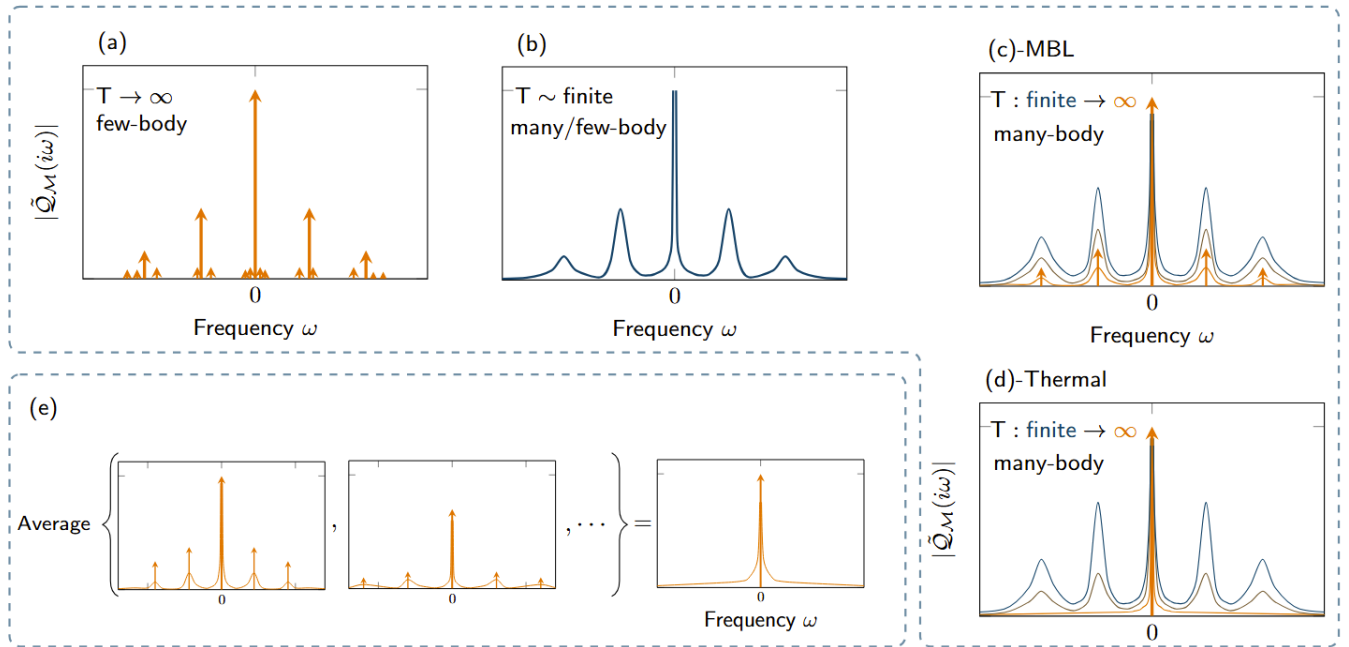 (a)
T → ∞
few-body
|Q̃_ℳ(iω)|
0
Frequency ω
(b)
T ∼ finite
many/few-body
0
Frequency ω
(c)-MBL
T : finite → ∞
many-body
0
Frequency ω
(d)-Thermal
T : finite → ∞
many-body
|Q̃_ℳ(iω)|
0
(e)
Average { , , ··· } =
0
0
0
Frequency ω